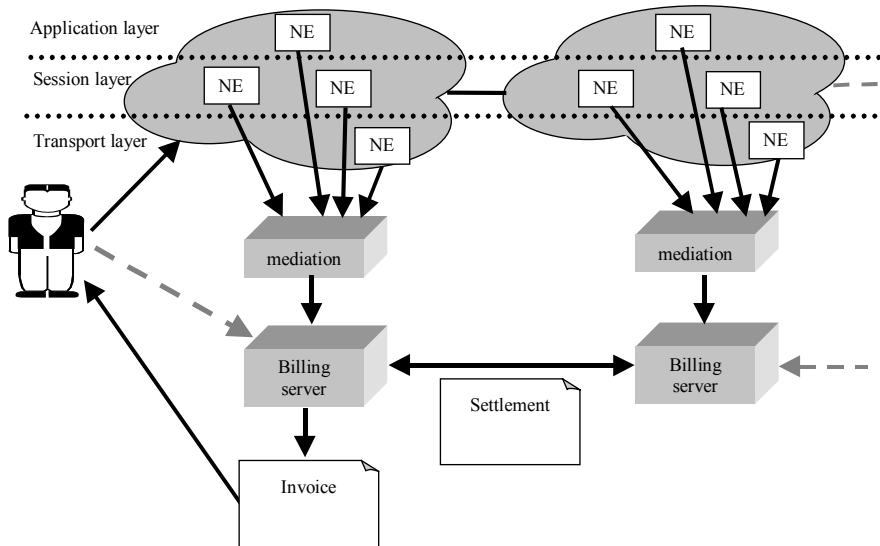 Application layer
NE
NE
Session layer
NE
NE
NE
NE
Transport layer
NE
NE
mediation
mediation
Billing
server
Billing
server
Settlement
Invoice